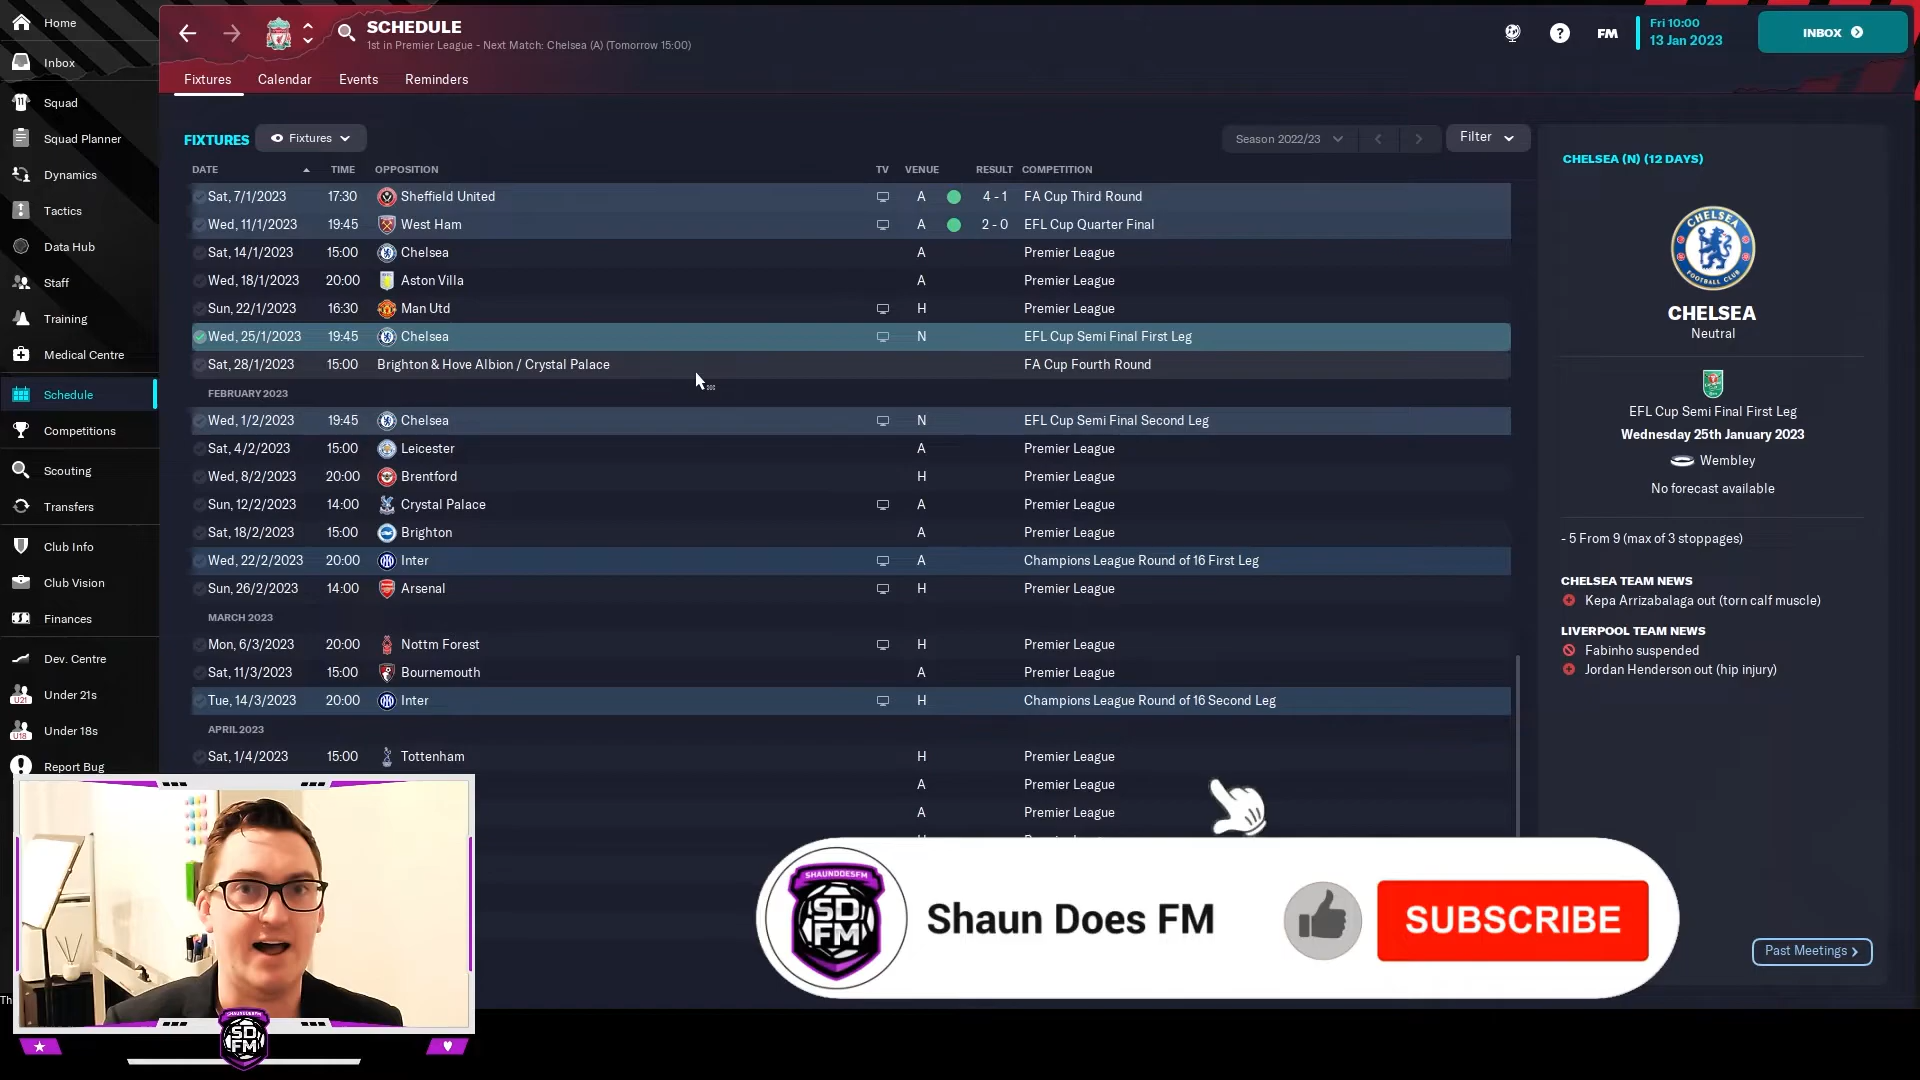 Home
Inbox
Squad
Squad Planner
Dynamics
Tactics
Data Hub
Staff
Training
Medical Centre
Schedule
Competitions
Scouting
Transfers
Club Info
Club Vision
Finances
Dev. Centre
Under 21s
Under 18s
Report Bug
SCHEDULE
1st in Premier League - Next Match: Chelsea (A) (Tomorrow 15:00)
FM
Fri 10:00
13 Jan 2023
INBOX
Fixtures Calendar Events Reminders
FIXTURES Fixtures Season 2022/23 Filter
DATE TIME OPPOSITION TV VENUE RESULT COMPETITION
Sat, 7/1/2023 17:30 Sheffield United A 4 - 1 FA Cup Third Round
Wed, 11/1/2023 19:45 West Ham A 2 - 0 EFL Cup Quarter Final
Sat, 14/1/2023 15:00 Chelsea A Premier League
Wed, 18/1/2023 20:00 Aston Villa A Premier League
Sun, 22/1/2023 16:30 Man Utd H Premier League
Wed, 25/1/2023 19:45 Chelsea N EFL Cup Semi Final First Leg
Sat, 28/1/2023 15:00 Brighton & Hove Albion / Crystal Palace FA Cup Fourth Round
FEBRUARY 2023
Wed, 1/2/2023 19:45 Chelsea N EFL Cup Semi Final Second Leg
Sat, 4/2/2023 15:00 Leicester A Premier League
Wed, 8/2/2023 20:00 Brentford H Premier League
Sun, 12/2/2023 14:00 Crystal Palace A Premier League
Sat, 18/2/2023 15:00 Brighton A Premier League
Wed, 22/2/2023 20:00 Inter A Champions League Round of 16 First Leg
Sun, 26/2/2023 14:00 Arsenal H Premier League
MARCH 2023
Mon, 6/3/2023 20:00 Nottm Forest H Premier League
Sat, 11/3/2023 15:00 Bournemouth A Premier League
Tue, 14/3/2023 20:00 Inter H Champions League Round of 16 Second Leg
APRIL 2023
Sat, 1/4/2023 15:00 Tottenham H Premier League
A Premier League
A Premier League
CHELSEA (N) (12 DAYS)
CHELSEA
FOOTBALL CLUB
CHELSEA
Neutral
EFL Cup Semi Final First Leg
Wednesday 25th January 2023
Wembley
No forecast available
- 5 From 9 (max of 3 stoppages)
CHELSEA TEAM NEWS
Kepa Arrizabalaga out (torn calf muscle)
LIVERPOOL TEAM NEWS
Fabinho suspended
Jordan Henderson out (hip injury)
Past Meetings
SHAUNDOESFM
SD
FM
Shaun Does FM
SUBSCRIBE
Th
SHAUNDOESFM
SD
FM